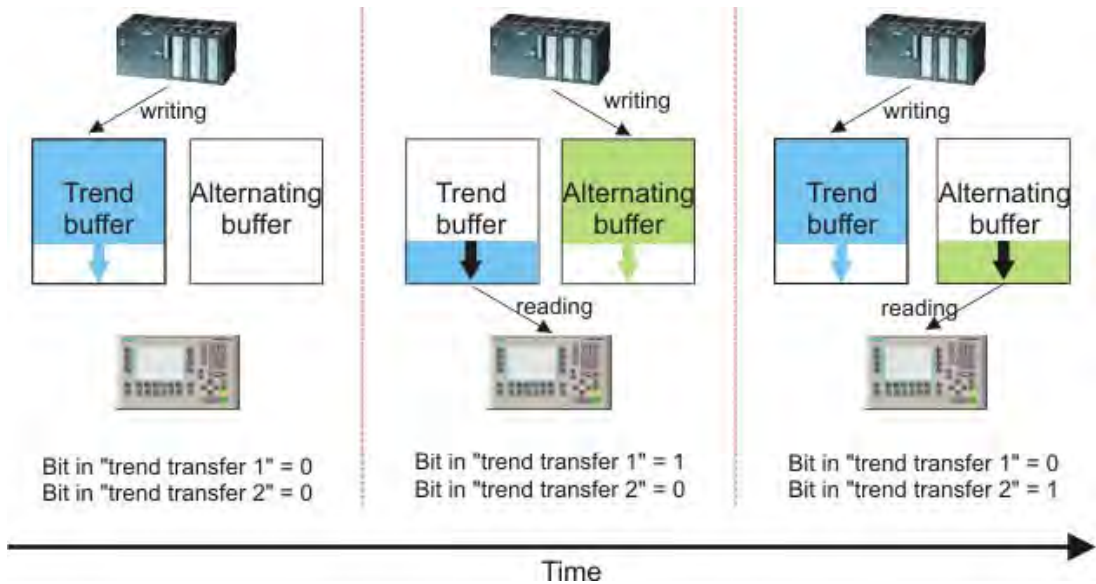 writing
Trend
buffer
Alternating
buffer
Bit in "trend transfer 1" = 0
Bit in "trend transfer 2" = 0
writing
Trend
buffer
Alternating
buffer
reading
Bit in "trend transfer 1" = 1
Bit in "trend transfer 2" = 0
writing
Trend
buffer
Alternating
buffer
reading
Bit in "trend transfer 1" = 0
Bit in "trend transfer 2" = 1
Time